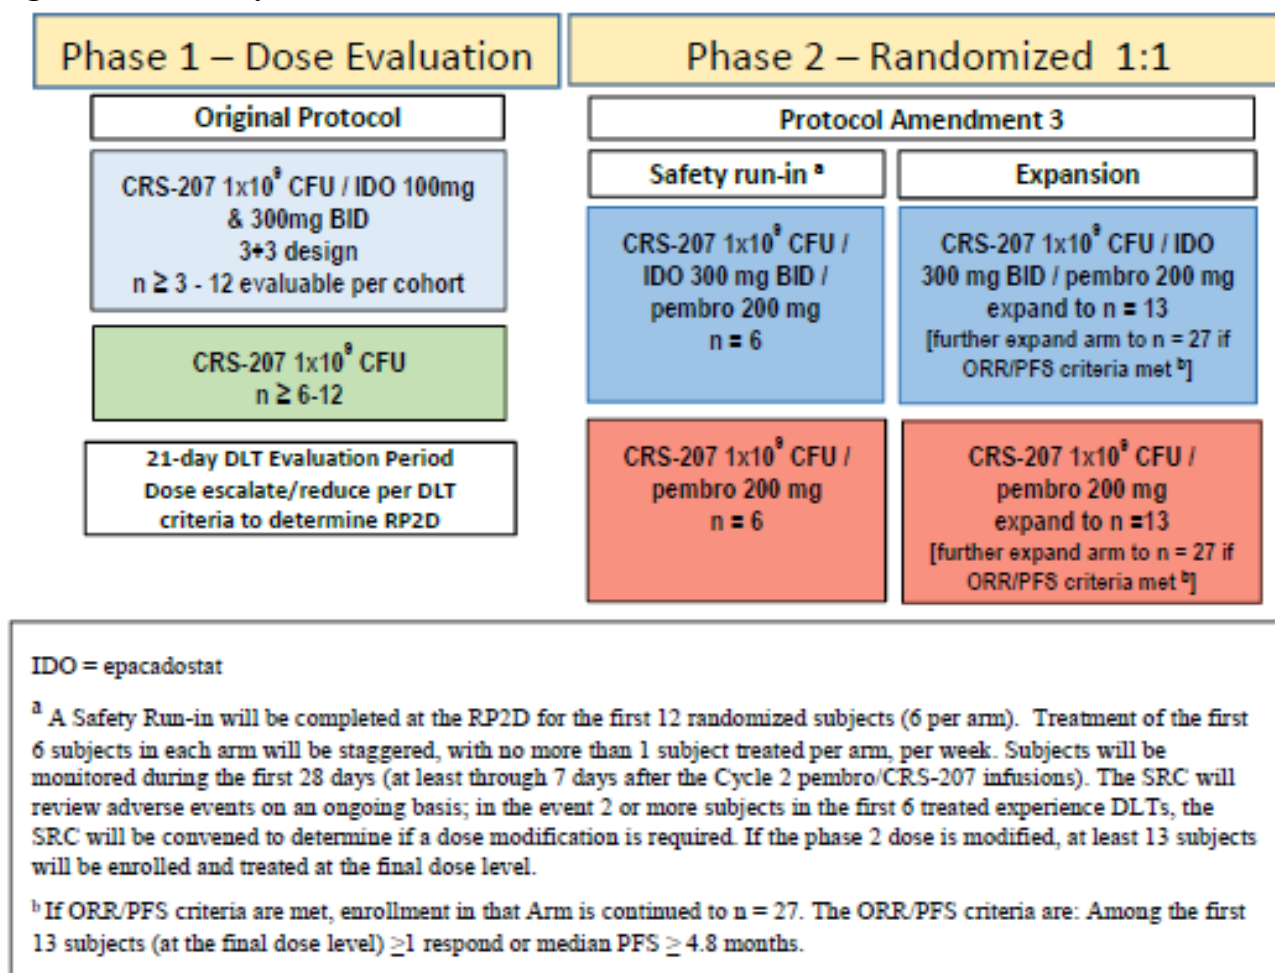 Phase 1 – Dose Evaluation
Phase 2 – Randomized 1:1
Original Protocol
Protocol Amendment 3
CRS-207 1x10⁹ CFU / IDO 100mg
& 300mg BID
3+3 design
n ≥ 3 - 12 evaluable per cohort
CRS-207 1x10⁹ CFU
n ≥ 6-12
21-day DLT Evaluation Period
Dose escalate/reduce per DLT
criteria to determine RP2D
Safety run-in ᵃ
CRS-207 1x10⁹ CFU /
IDO 300 mg BID /
pembro 200 mg
n = 6
CRS-207 1x10⁹ CFU /
pembro 200 mg
n = 6
Expansion
CRS-207 1x10⁹ CFU / IDO
300 mg BID / pembro 200 mg
expand to n = 13
[further expand arm to n = 27 if
ORR/PFS criteria met ᵇ]
CRS-207 1x10⁹ CFU /
pembro 200 mg
expand to n =13
[further expand arm to n = 27 if
ORR/PFS criteria met ᵇ]
IDO = epacadostat
ᵃ A Safety Run-in will be completed at the RP2D for the first 12 randomized subjects (6 per arm). Treatment of the first
6 subjects in each arm will be staggered, with no more than 1 subject treated per arm, per week. Subjects will be
monitored during the first 28 days (at least through 7 days after the Cycle 2 pembro/CRS-207 infusions). The SRC will
review adverse events on an ongoing basis; in the event 2 or more subjects in the first 6 treated experience DLTs, the
SRC will be convened to determine if a dose modification is required. If the phase 2 dose is modified, at least 13 subjects
will be enrolled and treated at the final dose level.
ᵇ If ORR/PFS criteria are met, enrollment in that Arm is continued to n = 27. The ORR/PFS criteria are: Among the first
13 subjects (at the final dose level) ≥1 respond or median PFS ≥ 4.8 months.